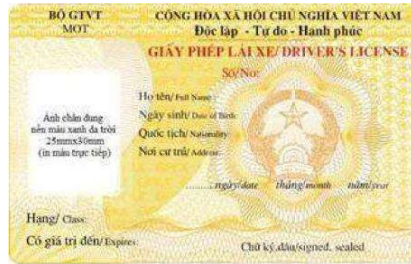 BỘ GTVT
MOT
CỘNG HÒA XÃ HỘI CHỦ NGHĨA VIỆT NAM
Độc lập - Tự do - Hạnh phúc
GIẤY PHÉP LÁI XE/ DRIVER'S LICENSE
Số/No:
Ảnh chân dung
nền màu xanh da trời
25mmx30mm
(in màu trực tiếp)
Họ tên/ Full Name:
Ngày sinh/ Date of Birth:
Quốc tịch/ Nationality:
Nơi cư trú/ Address:
ngày/date tháng/month năm/year
Hạng/ Class:
Có giá trị đến/ Expires:
Chữ ký,dấu/signed, sealed